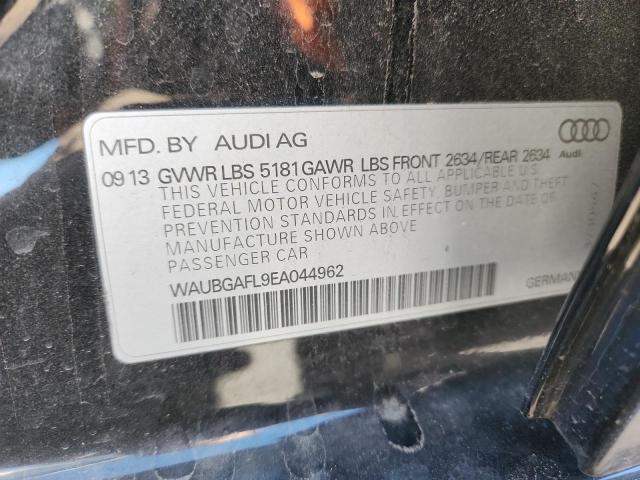 MFD. BY AUDI AG
Audi
09 13 GVWR LBS 5181 GAWR LBS FRONT 2634/REAR 2634
THIS VEHICLE CONFORMS TO ALL APPLICABLE U.S.
FEDERAL MOTOR VEHICLE SAFETY, BUMPER AND THEFT
PREVENTION STANDARDS IN EFFECT ON THE DATE OF
MANUFACTURE SHOWN ABOVE
PASSENGER CAR
WAUBGAFL9EA044962